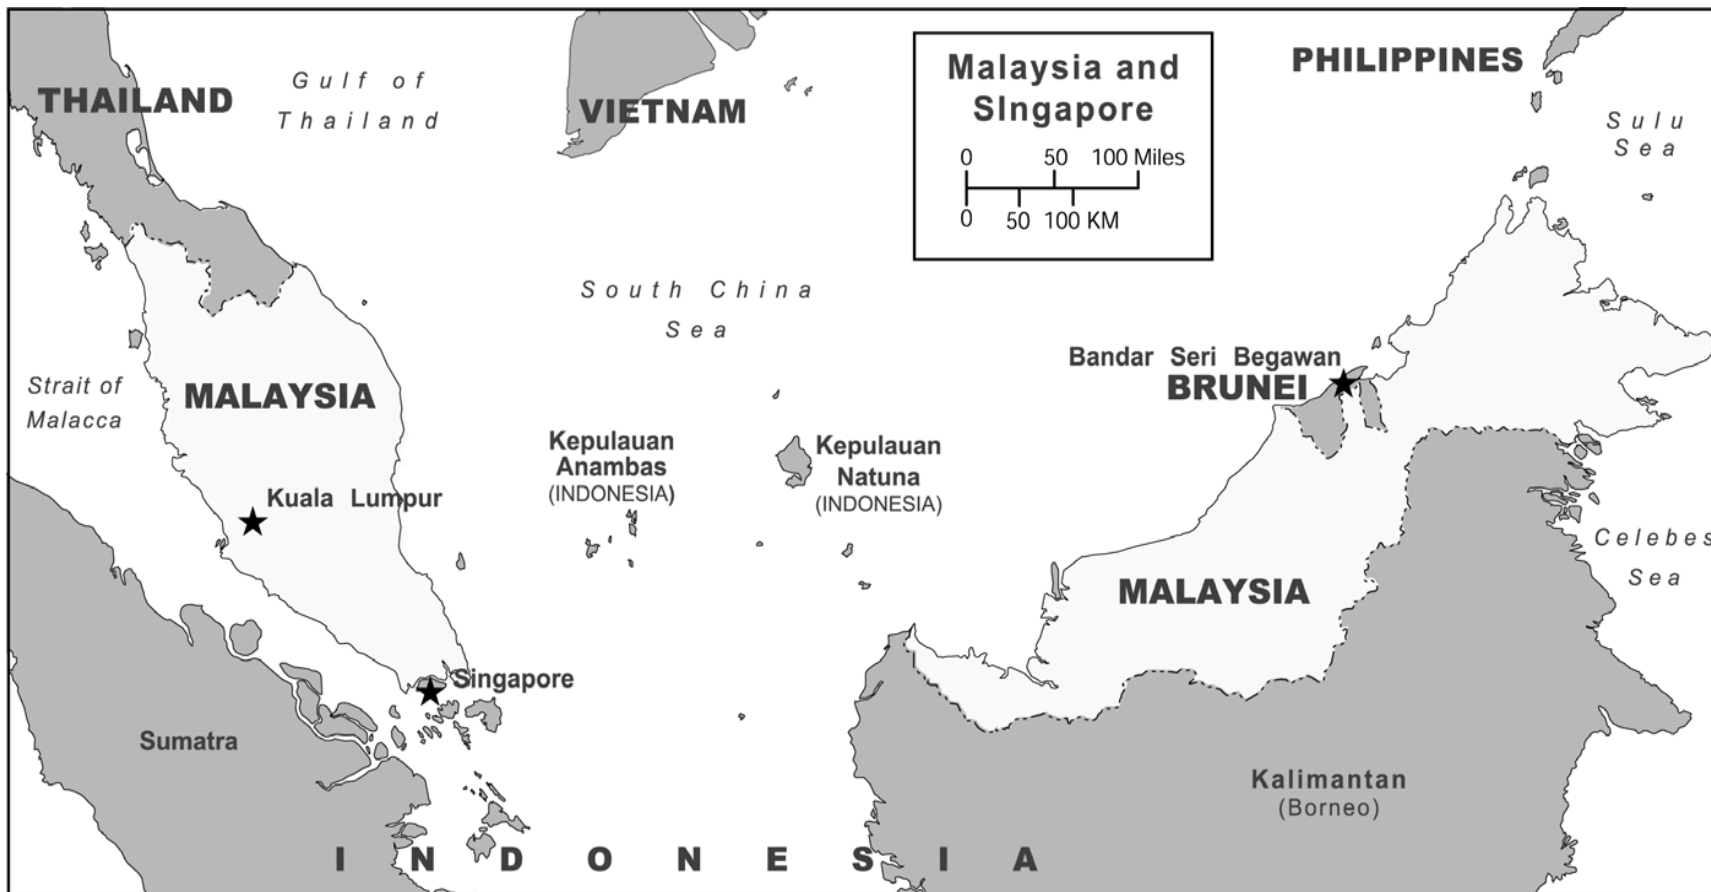 THAILAND
Gulf of
Thailand
VIETNAM
Malaysia and
SIngapore
0 50 100 Miles
0 50 100 KM
PHILIPPINES
Sulu
Sea
South China
Sea
Strait of
Malacca
MALAYSIA
Kuala Lumpur
Kepulauan
Anambas
(INDONESIA)
Kepulauan
Natuna
(INDONESIA)
Bandar Seri Begawan
BRUNEI
Celebes
Sea
MALAYSIA
Singapore
Sumatra
Kalimantan
(Borneo)
INDONESIA